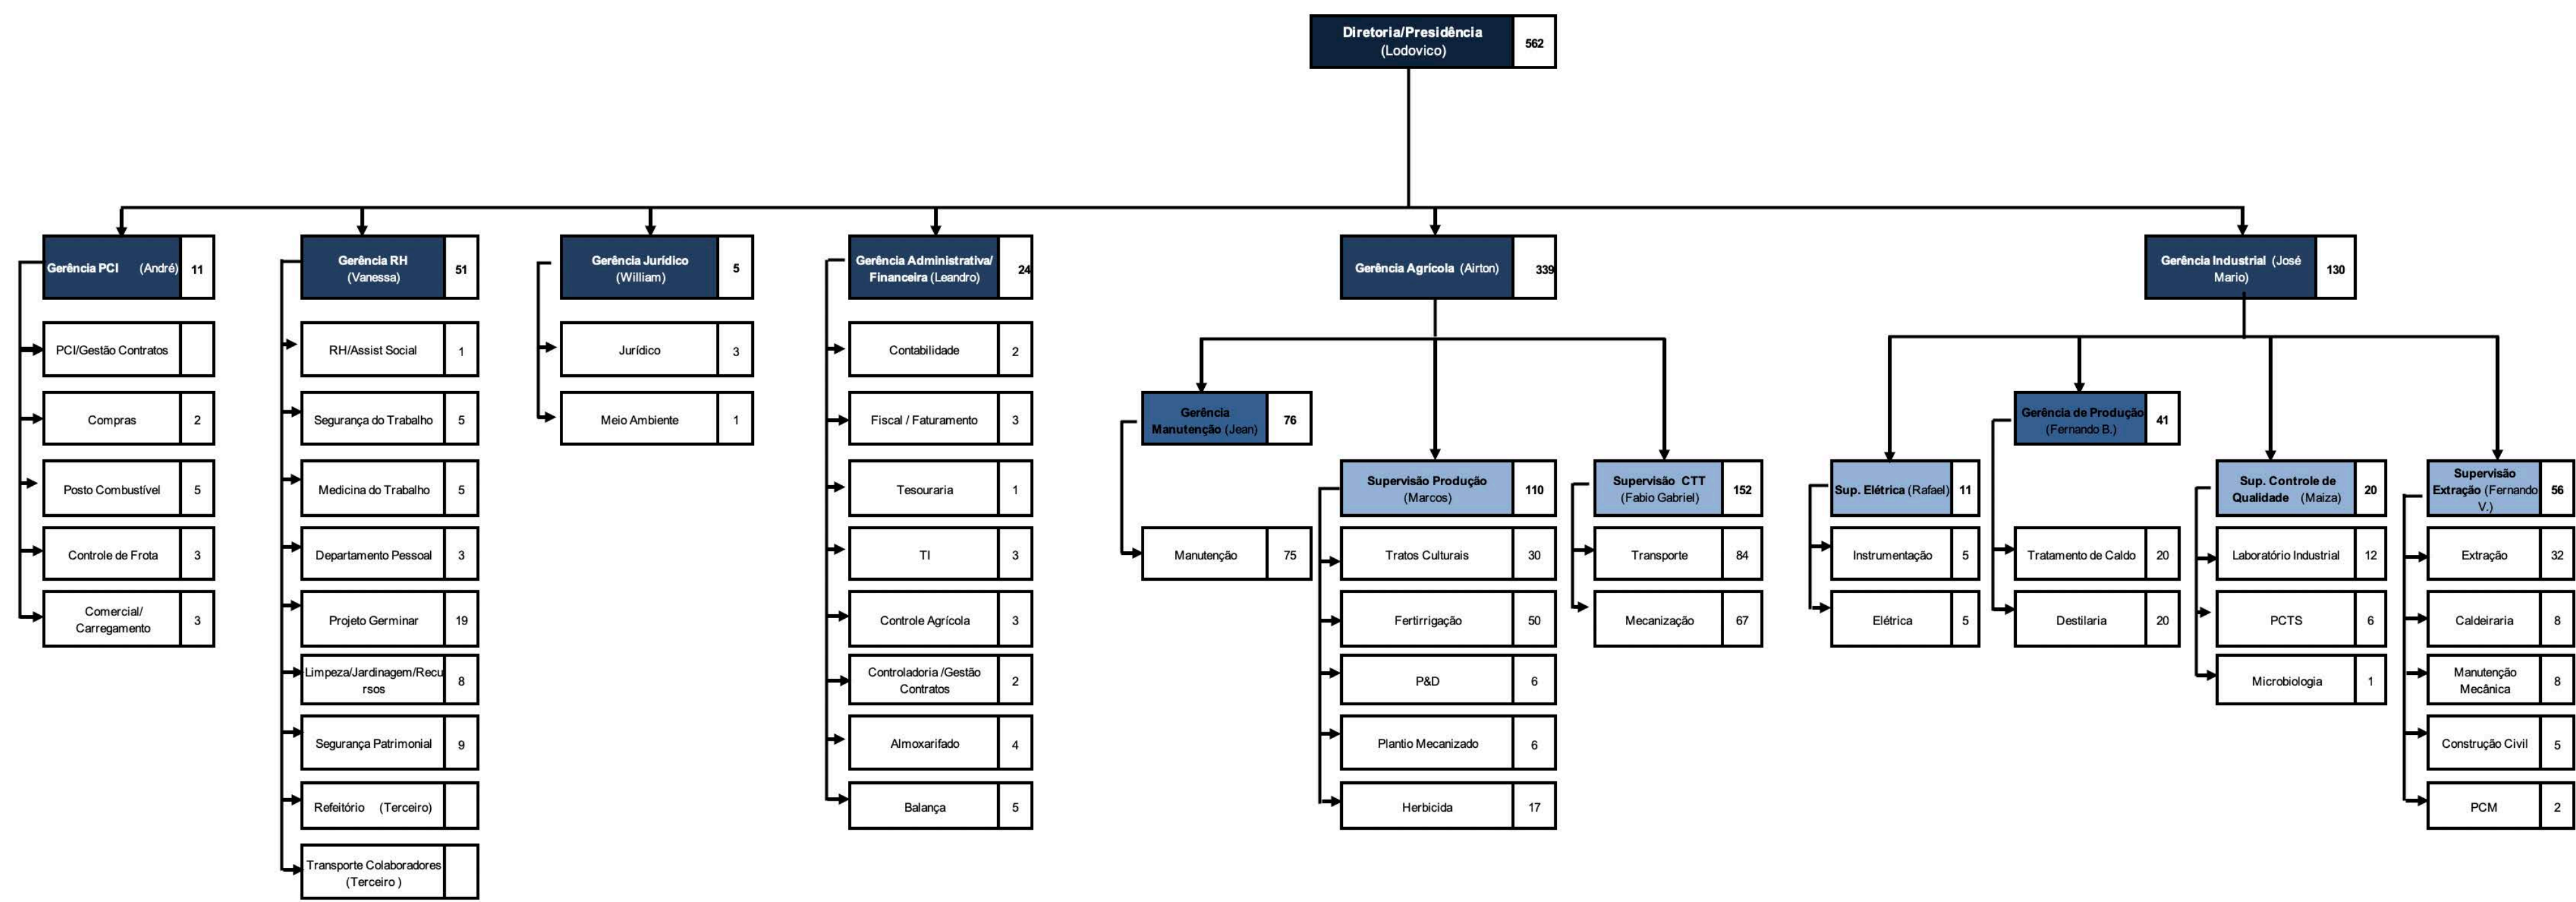 Diretoria/Presidência
(Lodovico)
562
Gerência PCI (André)
11
PCI/Gestão Contratos
Compras
2
Posto Combustível
5
Controle de Frota
3
Comercial/
Carregamento
3
Gerência RH
(Vanessa)
51
RH/Assist Social
1
Segurança do Trabalho
5
Medicina do Trabalho
5
Departamento Pessoal
3
Projeto Germinar
19
Limpeza/Jardinagem/Recu
rsos
8
Segurança Patrimonial
9
Refeitório (Terceiro)
Transporte Colaboradores
(Terceiro )
Gerência Jurídico
(William)
5
Jurídico
3
Meio Ambiente
1
Gerência Administrativa/
Financeira (Leandro)
24
Contabilidade
2
Fiscal / Faturamento
3
Tesouraria
1
TI
3
Controle Agrícola
3
Controladoria /Gestão
Contratos
2
Almoxarifado
4
Balança
5
Gerência Agrícola (Airton)
339
Gerência
Manutenção (Jean)
76
Manutenção
75
Supervisão Produção
(Marcos)
110
Tratos Culturais
30
Fertirrigação
50
P&D
6
Plantio Mecanizado
6
Herbicida
17
Supervisão CTT
(Fabio Gabriel)
152
Transporte
84
Mecanização
67
Gerência Industrial (José
Mario)
130
Sup. Elétrica (Rafael)
11
Instrumentação
5
Elétrica
5
Gerência de Produção
(Fernando B.)
41
Tratamento de Caldo
20
Destilaria
20
Sup. Controle de
Qualidade (Maiza)
20
Laboratório Industrial
12
PCTS
6
Microbiologia
1
Supervisão
Extração (Fernando
V.)
56
Extração
32
Caldeiraria
8
Manutenção
Mecânica
8
Construção Civil
5
PCM
2